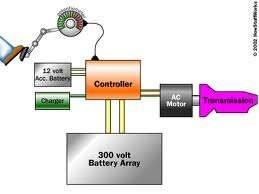 12 volt
Acc. Battery
Controller
Charger
AC
Motor
Transmission
300 volt
Battery Array
© 2002 HowStuffWorks